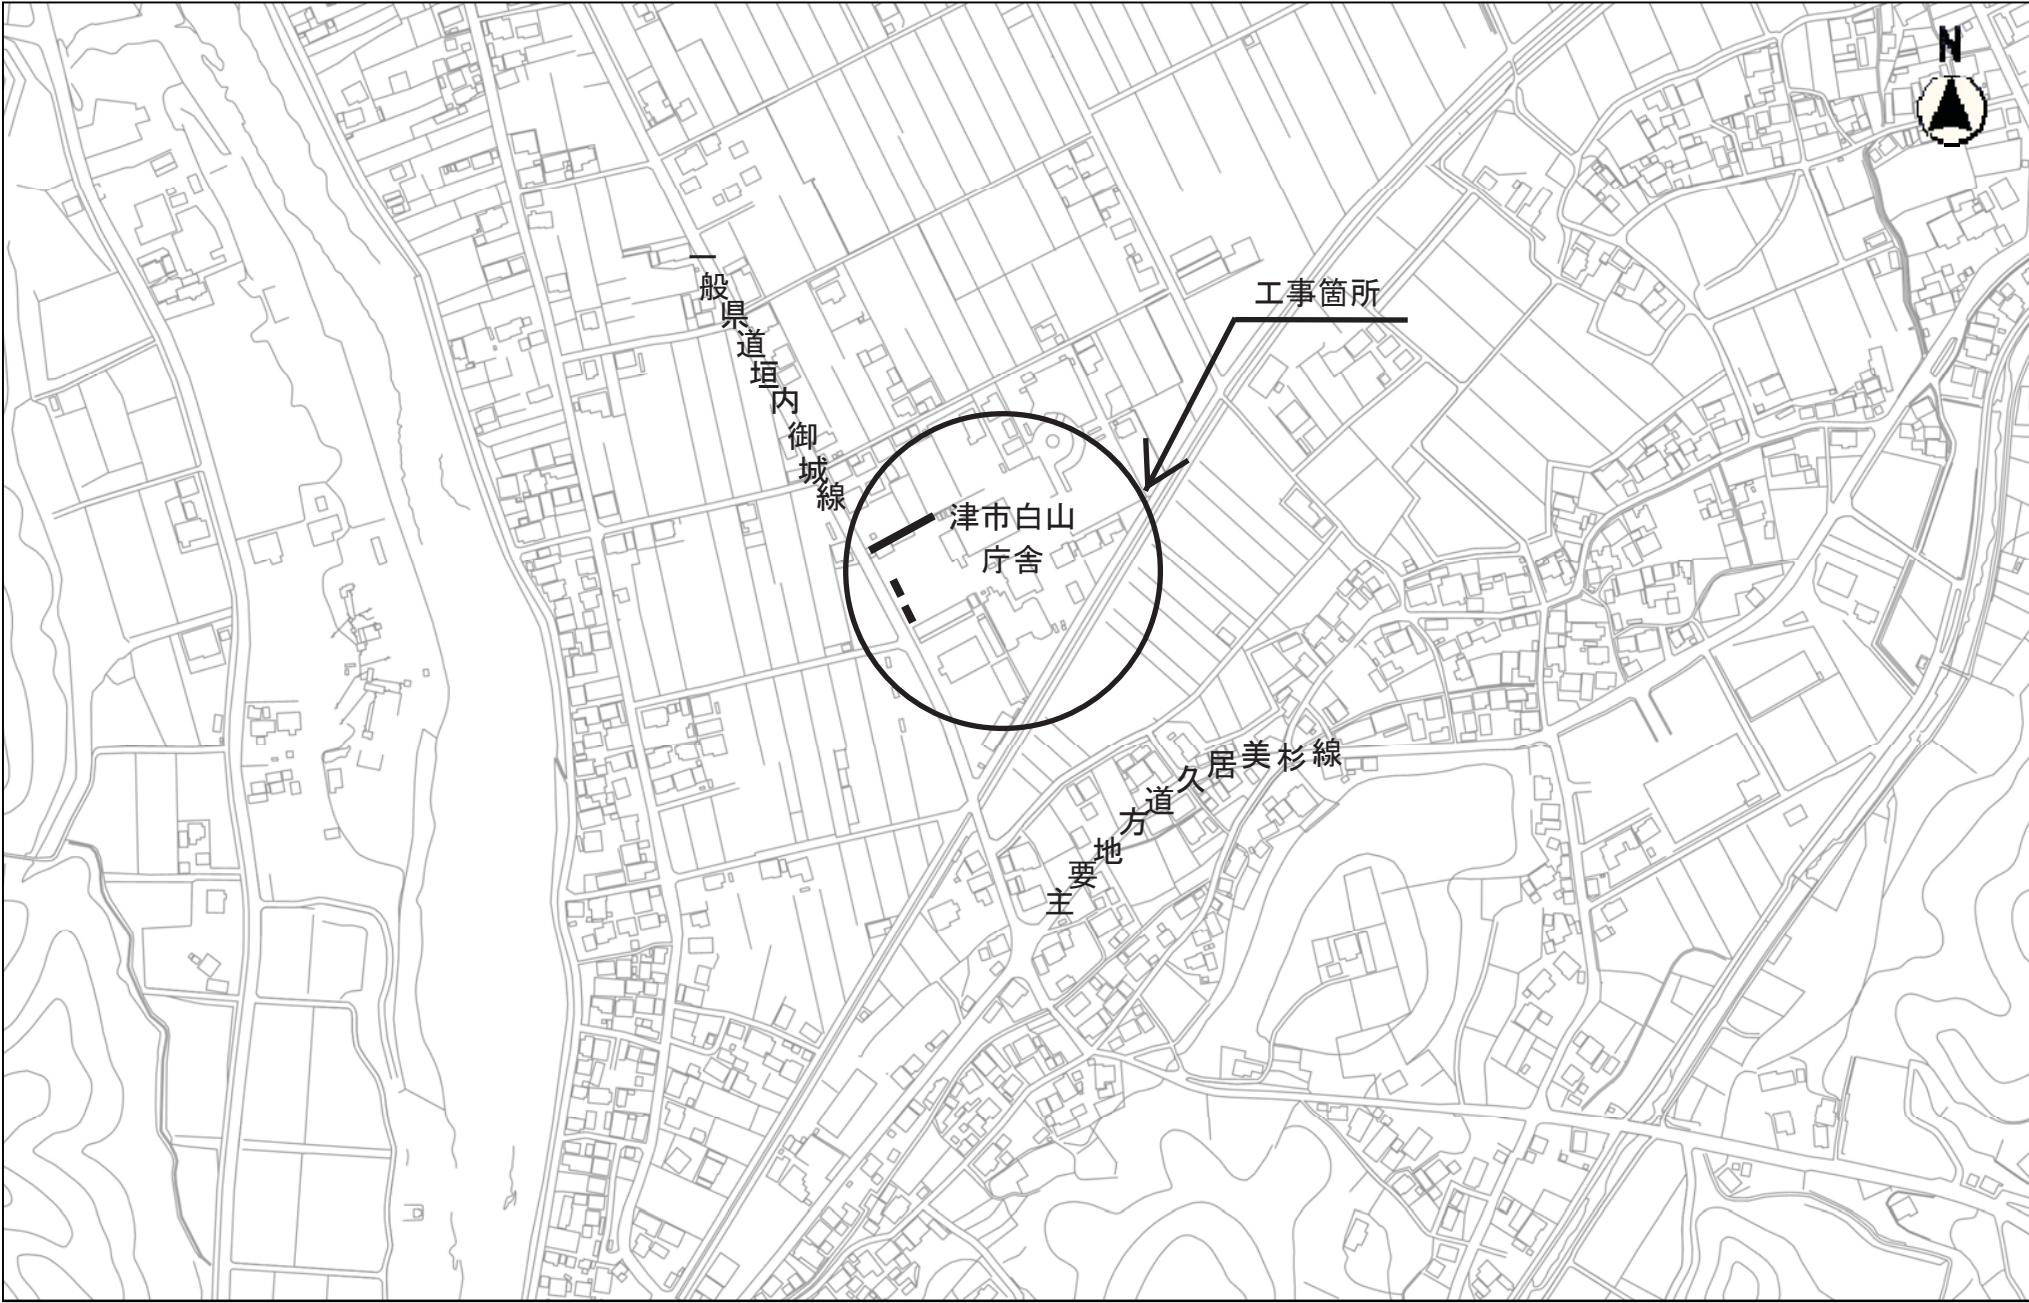 N
工事箇所
一般県道垣内御城線
津市白山
庁舎
主要地方道久居美杉線